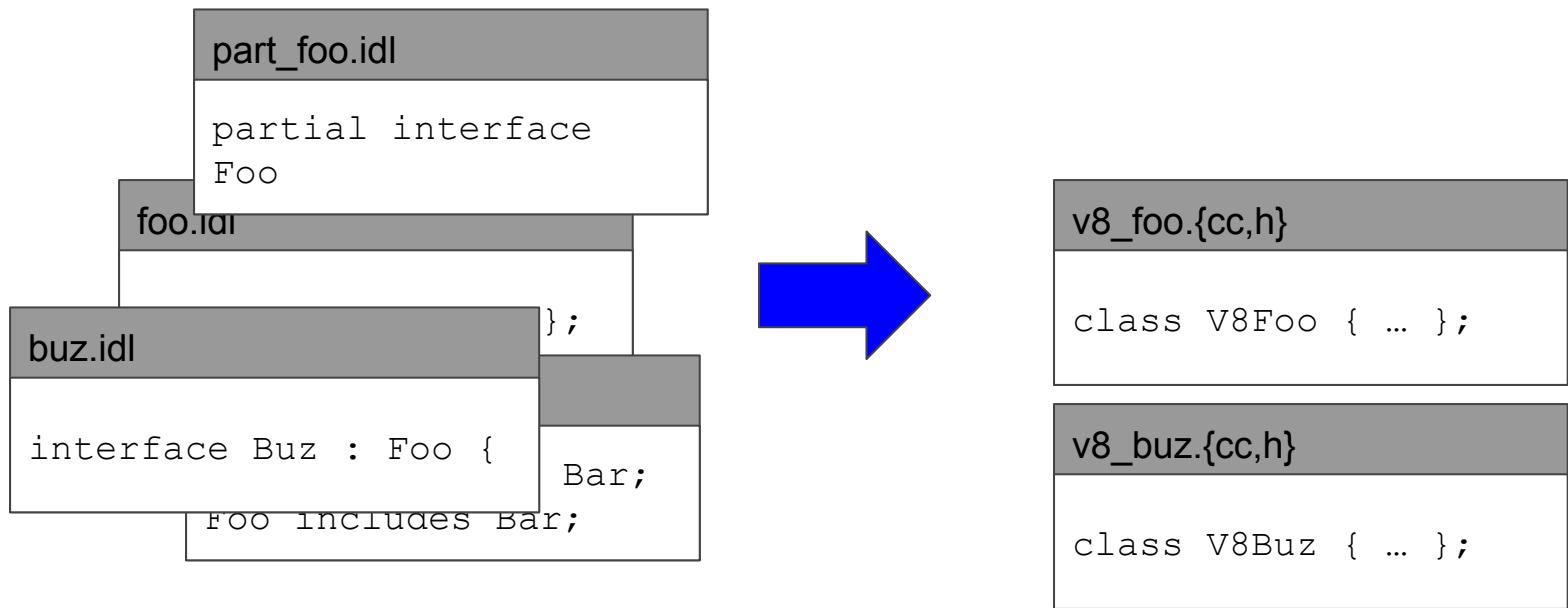 part_foo.idl
partial interface
Foo
foo.idl
};
buz.idl
interface Buz : Foo {
Bar;
Foo includes Bar;
v8_foo.{cc,h}
class V8Foo { … };
v8_buz.{cc,h}
class V8Buz { … };